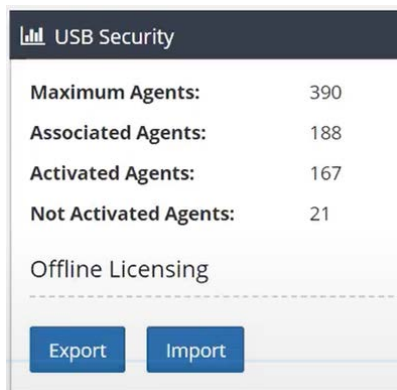 USB Security
Maximum Agents: 390
Associated Agents: 188
Activated Agents: 167
Not Activated Agents: 21
Offline Licensing
Export Import